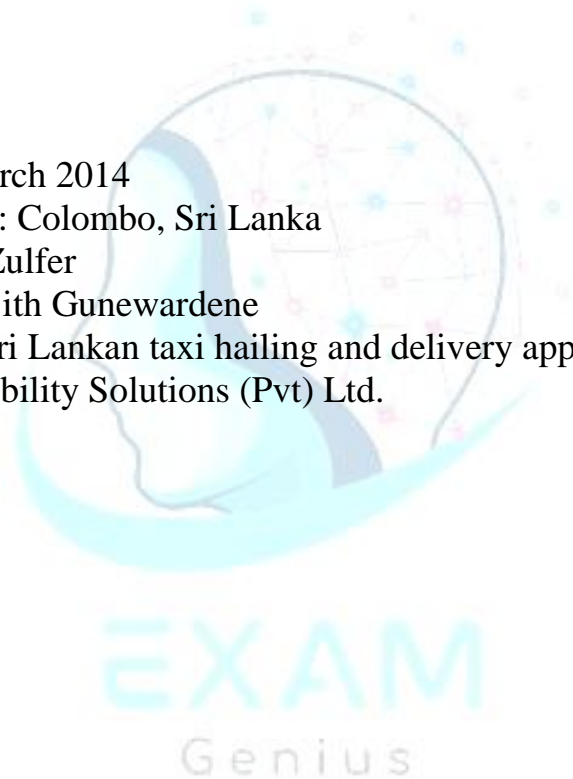 rch 2014
: Colombo, Sri Lanka
Zulfer
ith Gunewardene
ri Lankan taxi hailing and delivery app
bility Solutions (Pvt) Ltd.
EXAM
Genius